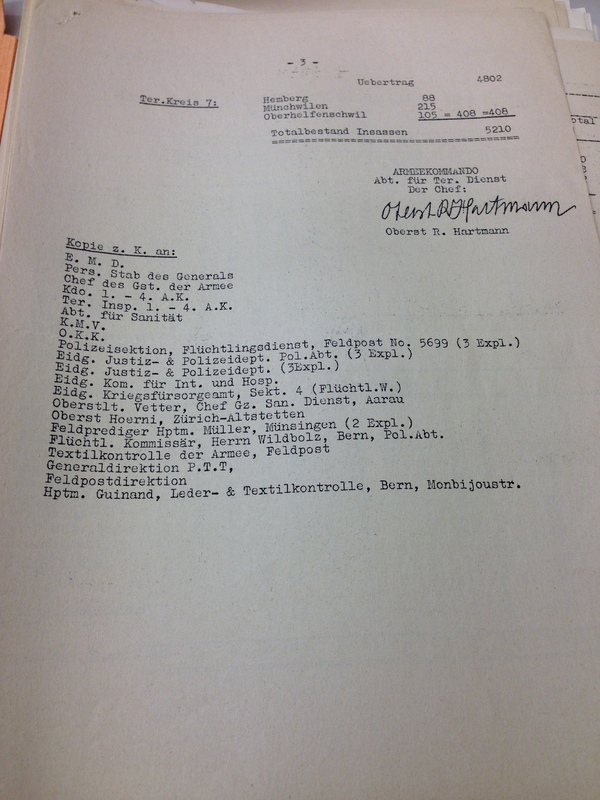 - 3 -
Uebertrag 4802
Ter.Kreis 7: Hemberg 88
Münchwilen 215
Oberhelfenschwil 105 = 408 =408
Totalbestand Insassen 5210
ARMEEKOMMANDO
Abt. für Ter. Dienst
Der Chef:
Oberst R Hartmann
Oberst R. Hartmann
Kopie z. K. an:
E. M. D.
Pers. Stab des Generals
Chef des Gst. der Armee
Kdo. 1. - 4. A.K.
Ter. Insp. 1. - 4. A.K.
Abt. für Sanität
K.M.V.
O.K.K.
Polizeisektion, Flüchtlingsdienst, Feldpost No. 5699 (3 Expl.)
Eidg. Justiz- & Polizeidept. Pol.Abt. (3 Expl.)
Eidg. Justiz- & Polizeidept. (3Expl.)
Eidg. Kom. für Int. und Hosp.
Eidg. Kriegsfürsorgeamt, Sekt. 4 (Flüchtl.W.)
Oberstlt. Vetter, Chef Gz. San. Dienst, Aarau
Oberst Hoerni, Zürich-Altstetten
Feldprediger Hptm. Müller, Münsingen (2 Expl.)
Flüchtl. Kommissär, Herrn Wildbolz, Bern, Pol.Abt.
Textilkontrolle der Armee, Feldpost
Generaldirektion P.T.T,
Feldpostdirektion
Hptm. Guinand, Leder- & Textilkontrolle, Bern, Monbijoustr.